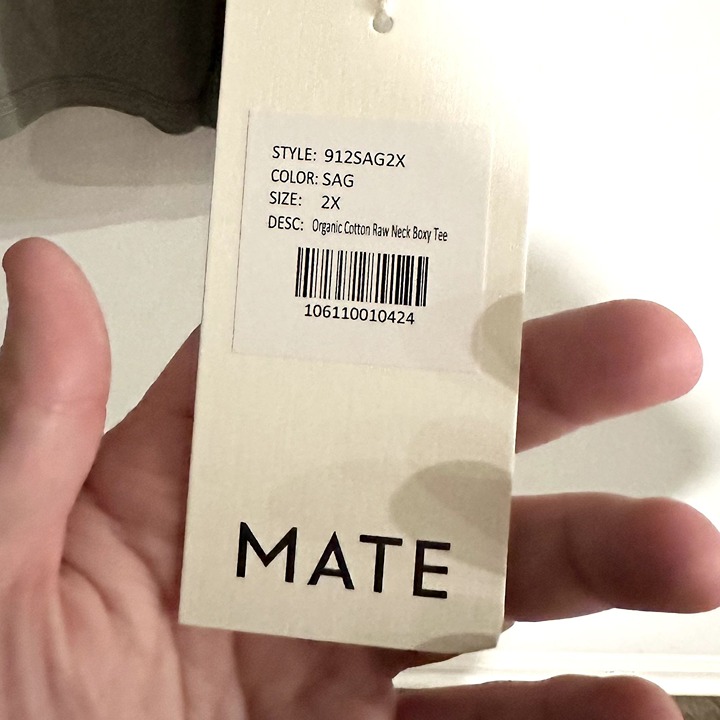 STYLE: 912SAG2X
COLOR: SAG
SIZE: 2X
DESC: Organic Cotton Raw Neck Boxy Tee
106110010424
MATE